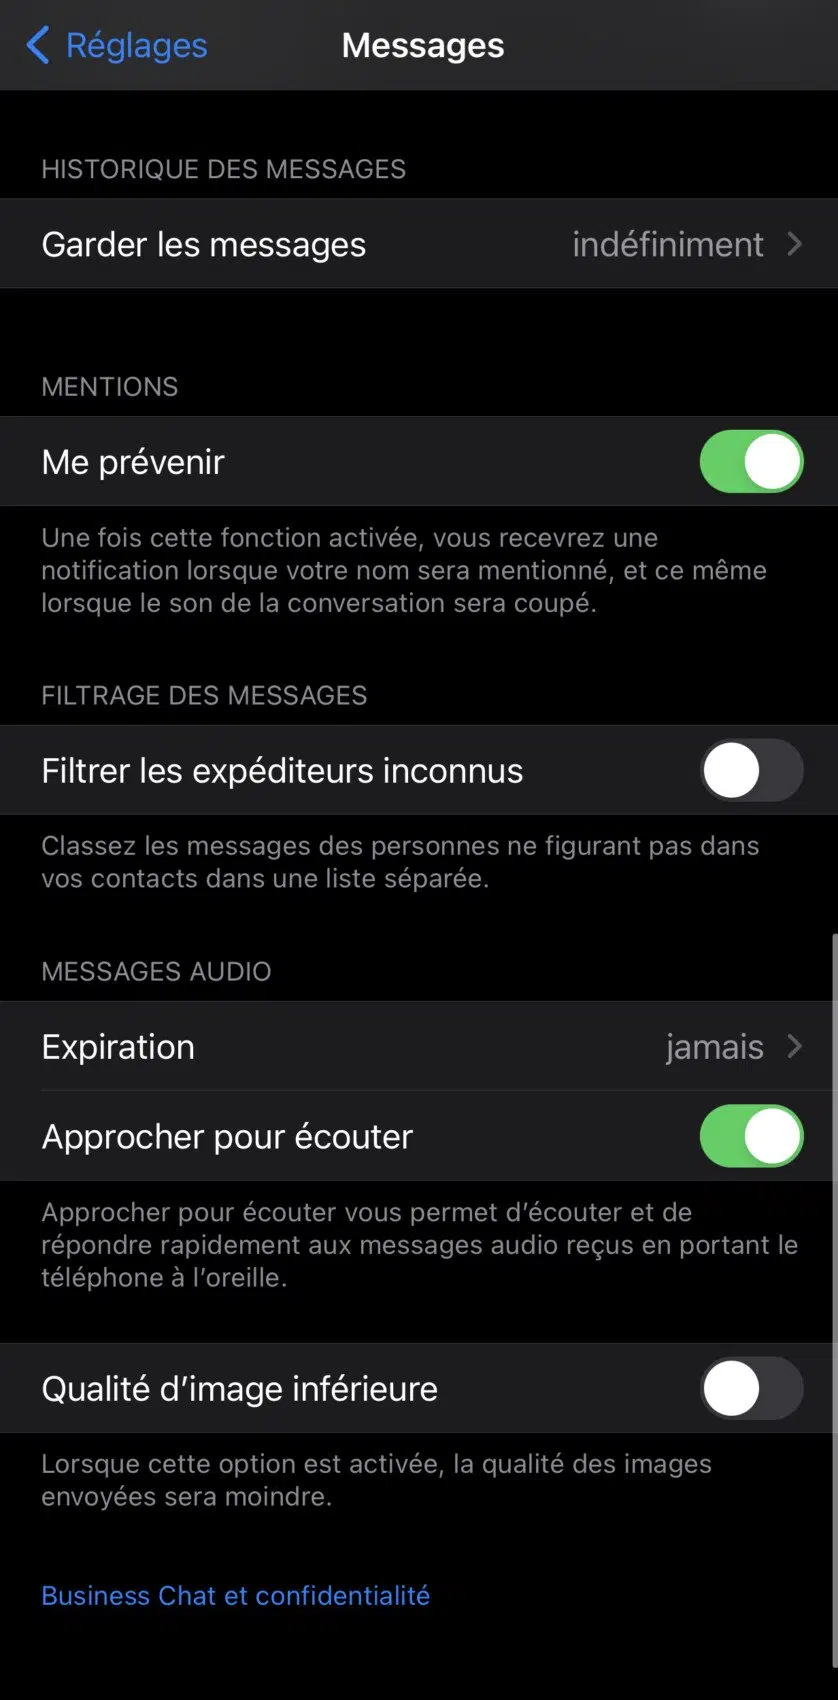 Réglages
Messages
HISTORIQUE DES MESSAGES
Garder les messages indéfiniment
MENTIONS
Me prévenir
Une fois cette fonction activée, vous recevrez une
notification lorsque votre nom sera mentionné, et ce même
lorsque le son de la conversation sera coupé.
FILTRAGE DES MESSAGES
Filtrer les expéditeurs inconnus
Classez les messages des personnes ne figurant pas dans
vos contacts dans une liste séparée.
MESSAGES AUDIO
Expiration jamais
Approcher pour écouter
Approcher pour écouter vous permet d’écouter et de
répondre rapidement aux messages audio reçus en portant le
téléphone à l’oreille.
Qualité d’image inférieure
Lorsque cette option est activée, la qualité des images
envoyées sera moindre.
Business Chat et confidentialité